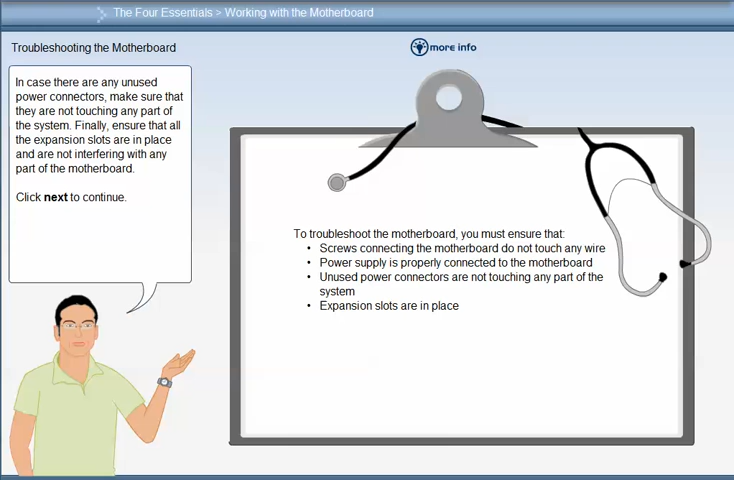 The Four Essentials > Working with the Motherboard
Troubleshooting the Motherboard
more info
In case there are any unused
power connectors, make sure that
they are not touching any part of
the system. Finally, ensure that all
the expansion slots are in place
and are not interfering with any
part of the motherboard.
Click next to continue.
To troubleshoot the motherboard, you must ensure that:
• Screws connecting the motherboard do not touch any wire
• Power supply is properly connected to the motherboard
• Unused power connectors are not touching any part of the
system
• Expansion slots are in place